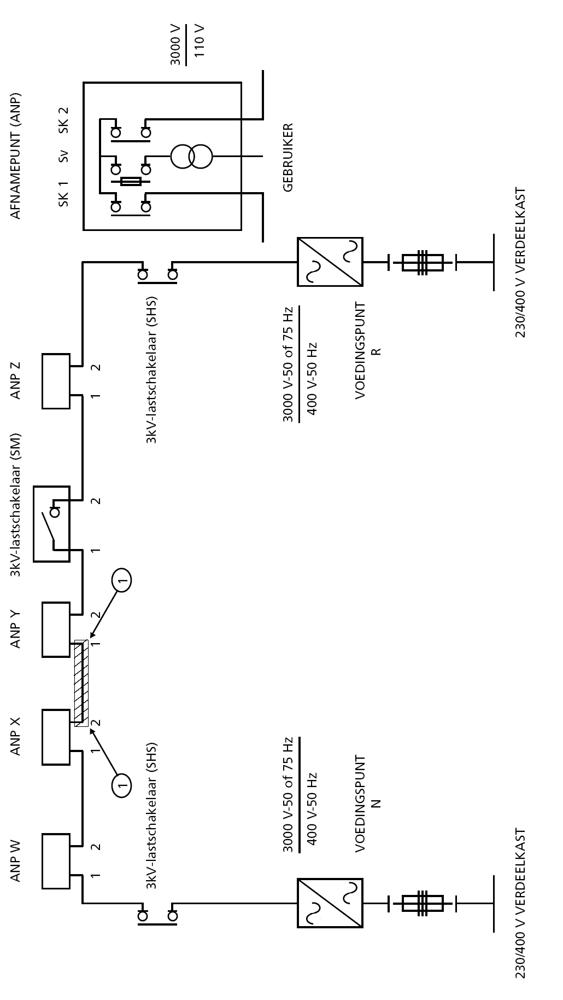 ANP W
ANP X
ANP Y
3kV-lastschakelaar (SM)
ANP Z
AFNAMEPUNT (ANP)
SK 1
Sv
SK 2
3000 V
110 V
1
2
1
2
1
2
1
2
1
2
1
1
3kV-lastschakelaar (SHS)
3kV-lastschakelaar (SHS)
GEBRUIKER
3000 V-50 of 75 Hz
400 V-50 Hz
3000 V-50 of 75 Hz
400 V-50 Hz
VOEDINGSPUNT
N
VOEDINGSPUNT
R
230/400 V VERDEELKAST
230/400 V VERDEELKAST